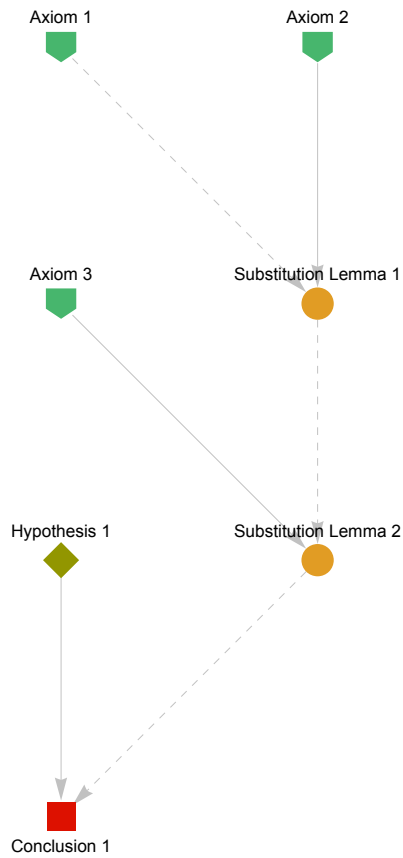 Axiom 1
Axiom 2
Axiom 3
Substitution Lemma 1
Hypothesis 1
Substitution Lemma 2
Conclusion 1